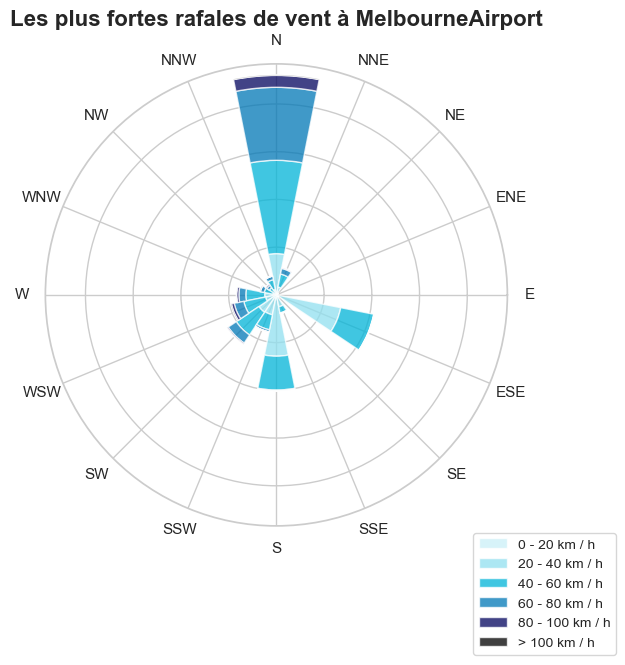 Les plus fortes rafales de vent à MelbourneAirport
N
NNW
NNE
NW
NE
WNW
ENE
W
E
WSW
ESE
SW
SE
SSW
SSE
S
0 - 20 km / h
20 - 40 km / h
40 - 60 km / h
60 - 80 km / h
80 - 100 km / h
> 100 km / h